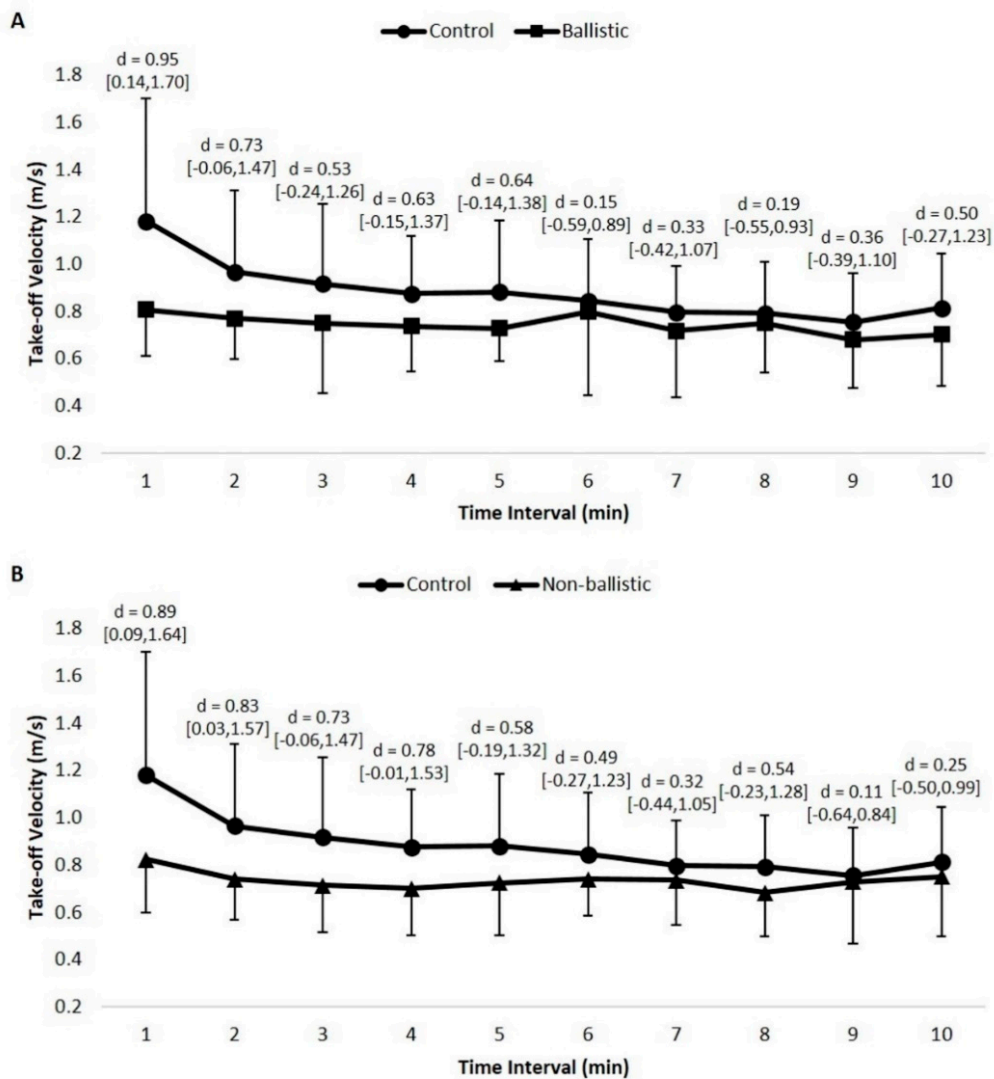 A
Control Ballistic
d = 0.95
[0.14,1.70]
d = 0.73
[-0.06,1.47]
d = 0.53
[-0.24,1.26]
d = 0.63
[-0.15,1.37]
d = 0.64
[-0.14,1.38]
d = 0.15
[-0.59,0.89]
d = 0.33
[-0.42,1.07]
d = 0.19
[-0.55,0.93]
d = 0.36
[-0.39,1.10]
d = 0.50
[-0.27,1.23]
Take-off Velocity (m/s)
1.8
1.6
1.4
1.2
1.0
0.8
0.6
0.4
0.2
1 2 3 4 5 6 7 8 9 10
Time Interval (min)
B
Control Non-ballistic
d = 0.89
[0.09,1.64]
d = 0.83
[0.03,1.57]
d = 0.73
[-0.06,1.47]
d = 0.78
[-0.01,1.53]
d = 0.58
[-0.19,1.32]
d = 0.49
[-0.27,1.23]
d = 0.32
[-0.44,1.05]
d = 0.54
[-0.23,1.28]
d = 0.11
[-0.64,0.84]
d = 0.25
[-0.50,0.99]
Take-off Velocity (m/s)
1.8
1.6
1.4
1.2
1.0
0.8
0.6
0.4
0.2
1 2 3 4 5 6 7 8 9 10
Time Interval (min)